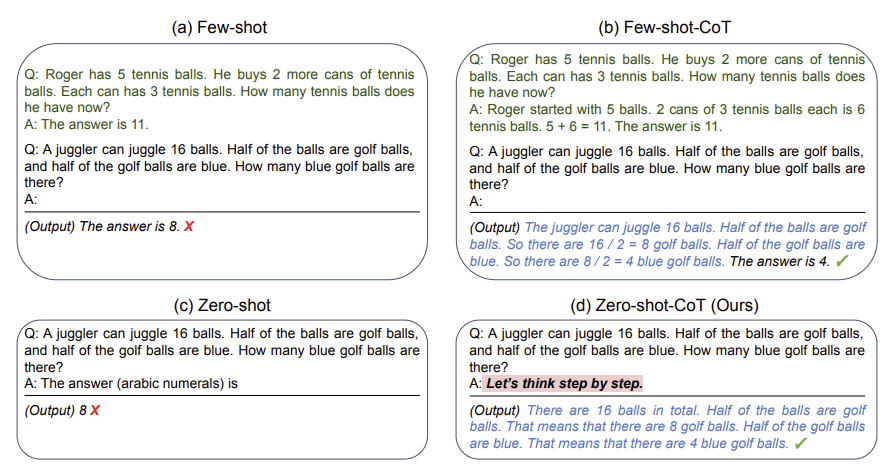 (a) Few-shot
Q: Roger has 5 tennis balls. He buys 2 more cans of tennis
balls. Each can has 3 tennis balls. How many tennis balls does
he have now?
A: The answer is 11.
Q: A juggler can juggle 16 balls. Half of the balls are golf balls,
and half of the golf balls are blue. How many blue golf balls are
there?
A:
(Output) The answer is 8. ✗
(b) Few-shot-CoT
Q: Roger has 5 tennis balls. He buys 2 more cans of tennis
balls. Each can has 3 tennis balls. How many tennis balls does
he have now?
A: Roger started with 5 balls. 2 cans of 3 tennis balls each is 6
tennis balls. 5 + 6 = 11. The answer is 11.
Q: A juggler can juggle 16 balls. Half of the balls are golf balls,
and half of the golf balls are blue. How many blue golf balls are
there?
A:
(Output) The juggler can juggle 16 balls. Half of the balls are golf
balls. So there are 16 / 2 = 8 golf balls. Half of the golf balls are
blue. So there are 8 / 2 = 4 blue golf balls. The answer is 4. ✓
(c) Zero-shot
Q: A juggler can juggle 16 balls. Half of the balls are golf balls,
and half of the golf balls are blue. How many blue golf balls are
there?
A: The answer (arabic numerals) is
(Output) 8 ✗
(d) Zero-shot-CoT (Ours)
Q: A juggler can juggle 16 balls. Half of the balls are golf balls,
and half of the golf balls are blue. How many blue golf balls are
there?
A: Let's think step by step.
(Output) There are 16 balls in total. Half of the balls are golf
balls. That means that there are 8 golf balls. Half of the golf balls
are blue. That means that there are 4 blue golf balls. ✓